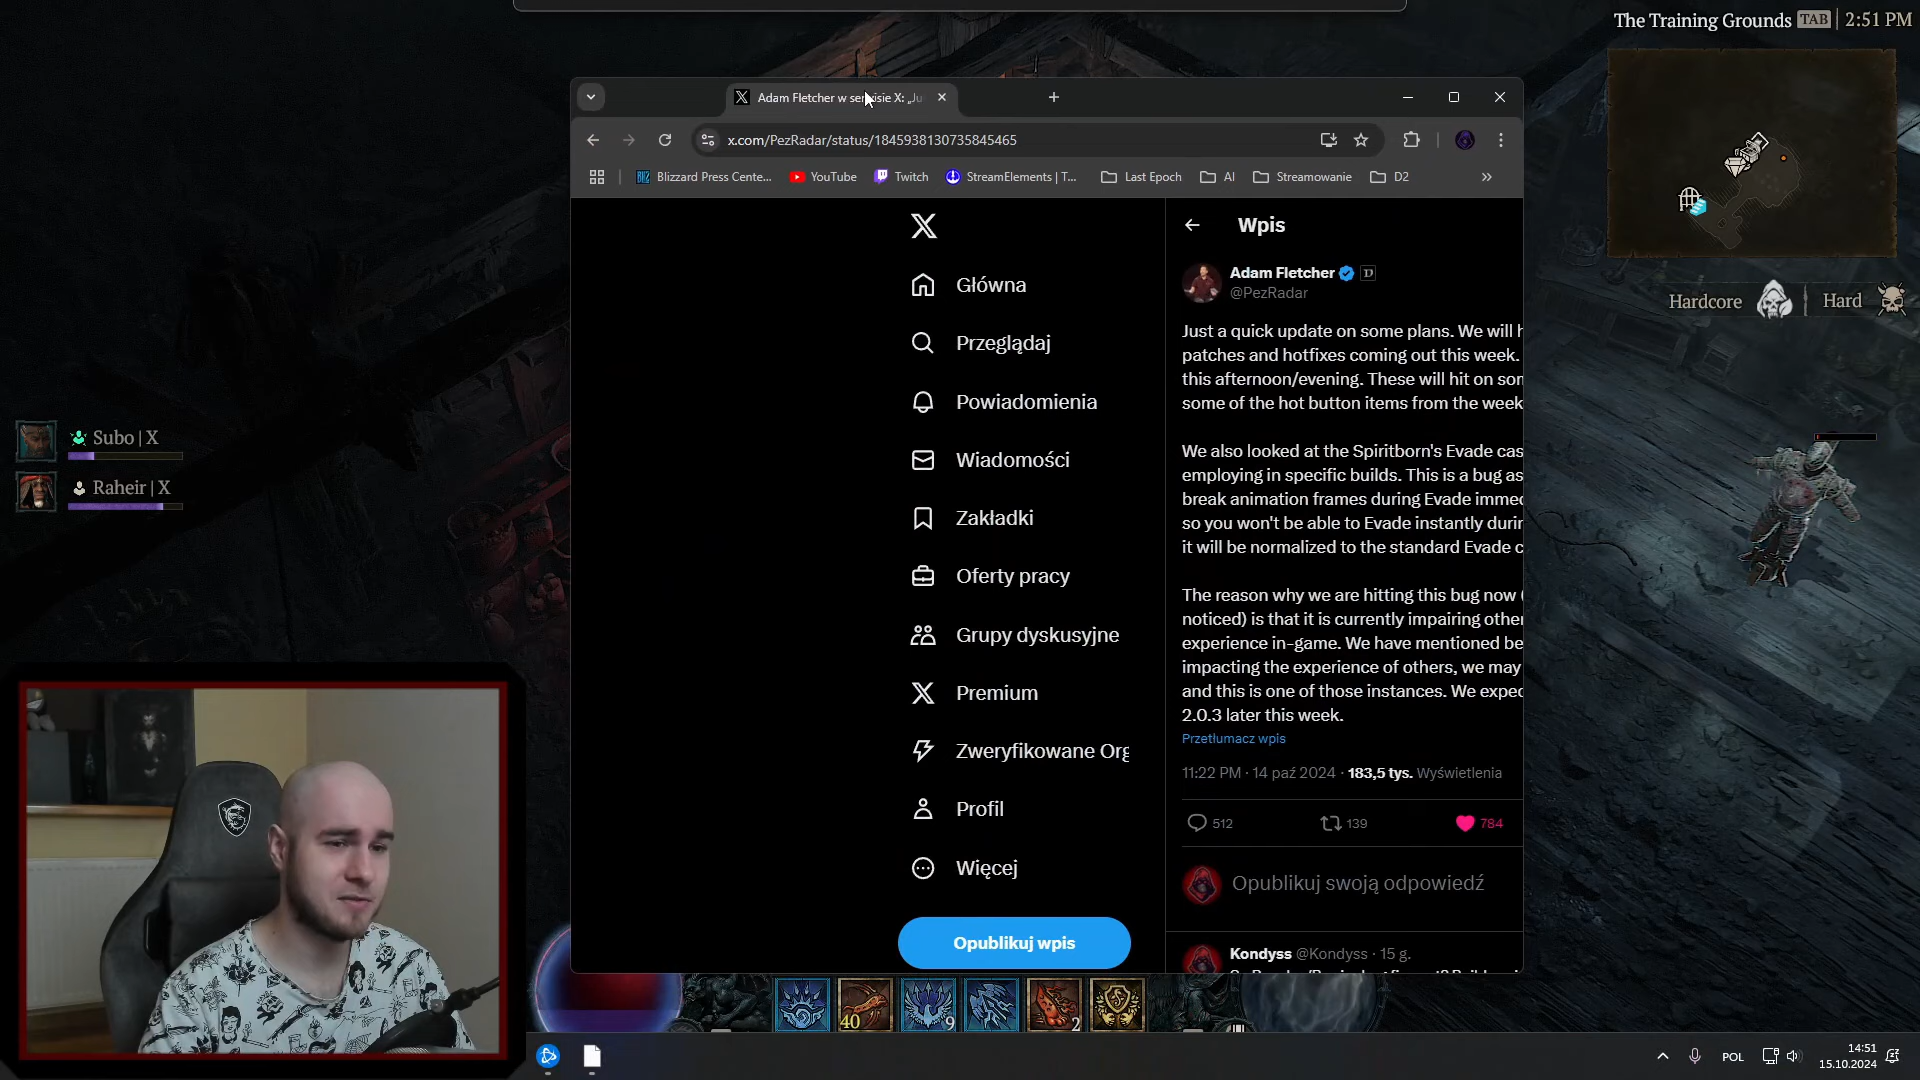 The Training Grounds TAB | 2:51 PM
Adam Fletcher w serwisie X: „Ju
x.com/PezRadar/status/1845938130735845465
Blizzard Press Cente...
YouTube
Twitch
StreamElements | T...
Last Epoch
AI
Streamowanie
D2
»
Hardcore
Hard
Subo | X
Raheir | X
Główna
Przeglądaj
Powiadomienia
Wiadomości
Zakładki
Oferty pracy
Grupy dyskusyjne
Premium
Zweryfikowane Org
Profil
Więcej
Opublikuj wpis
Wpis
Adam Fletcher
@PezRadar
Just a quick update on some plans. We will h
patches and hotfixes coming out this week.
this afternoon/evening. These will hit on som
some of the hot button items from the week
We also looked at the Spiritborn's Evade cas
employing in specific builds. This is a bug as
break animation frames during Evade immed
so you won't be able to Evade instantly durin
it will be normalized to the standard Evade c
The reason why we are hitting this bug now (
noticed) is that it is currently impairing other
experience in-game. We have mentioned be
impacting the experience of others, we may
and this is one of those instances. We expec
2.0.3 later this week.
Przetłumacz wpis
11:22 PM · 14 paź 2024 · 183,5 tys. Wyświetlenia
512
139
784
Opublikuj swoją odpowiedź
Kondyss @Kondyss · 15 g.
40
9
2
POL
14:51
15.10.2024